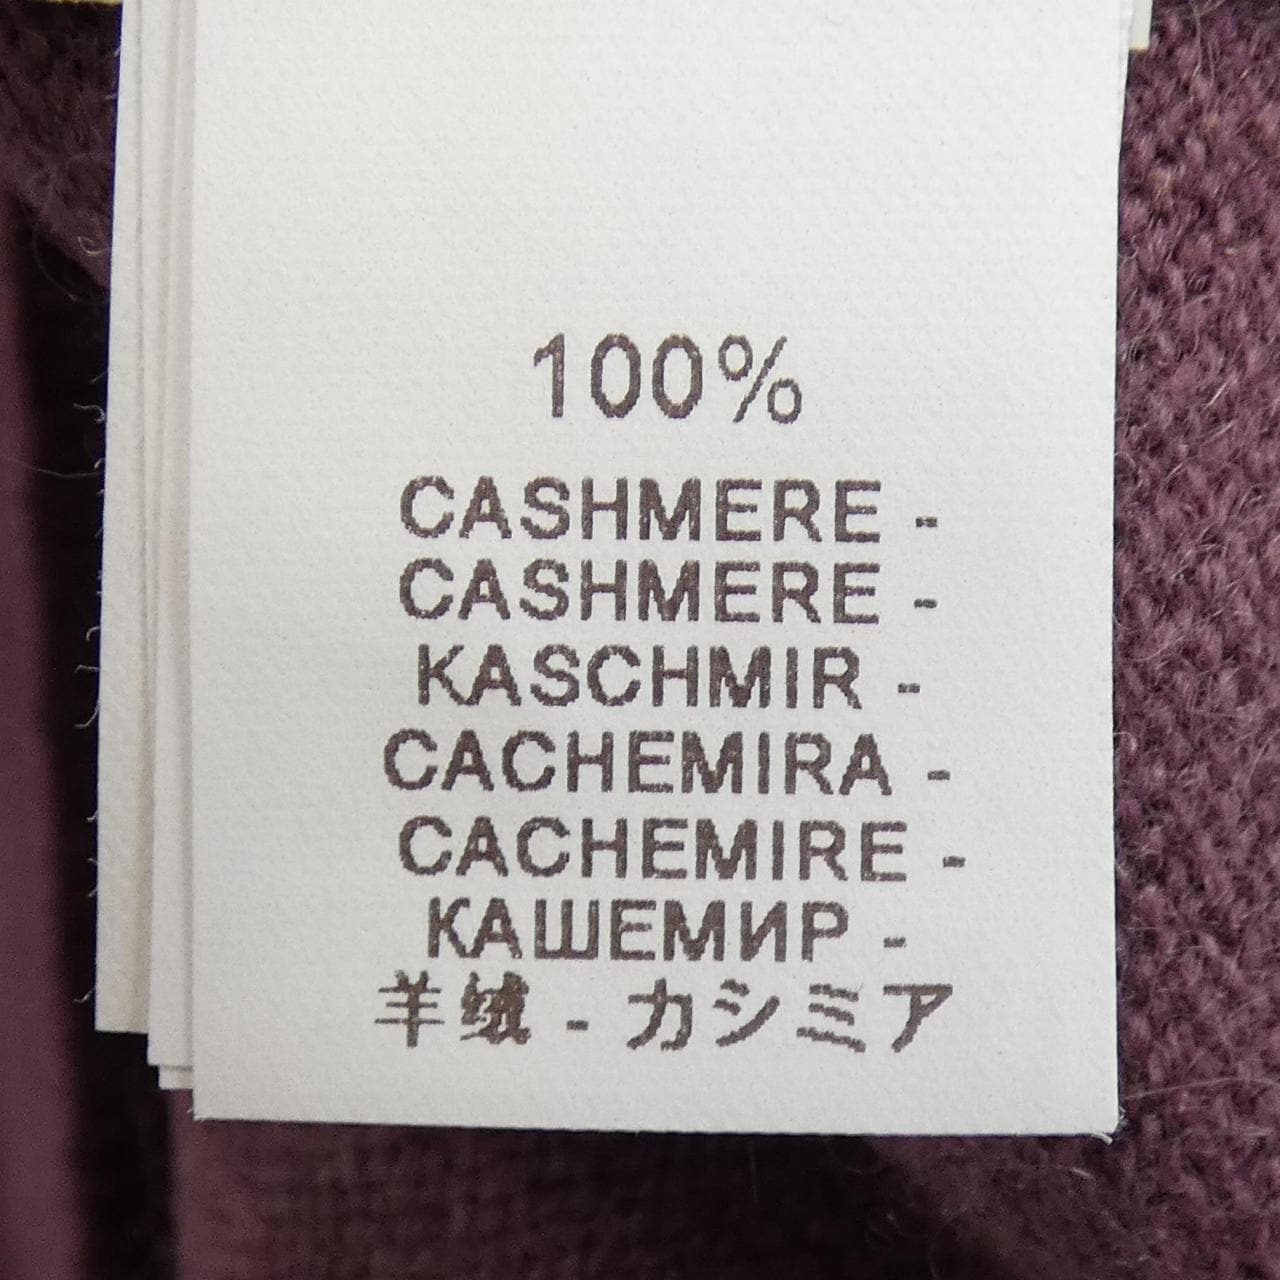 100%
CASHMERE -
CASHMERE -
KASCHMIR -
CACHEMIRA -
CACHEMIRE -
КАШЕМИР -
羊绒 - カシミア